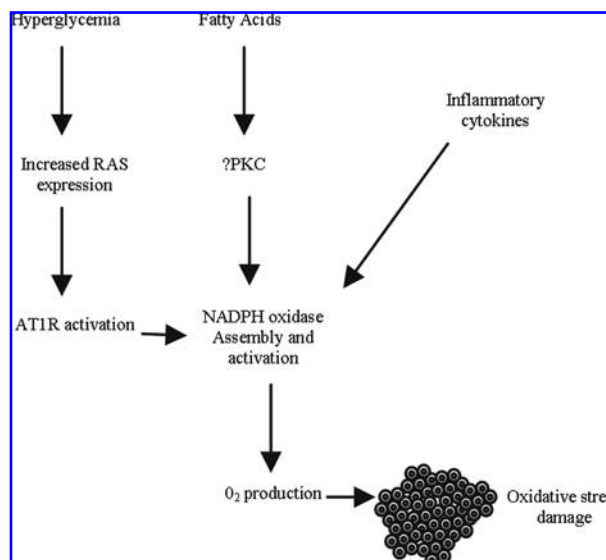 Hyperglycemia
Fatty Acids
Inflammatory
cytokines
Increased RAS
expression
?PKC
AT1R activation
NADPH oxidase
Assembly and
activation
0₂ production
Oxidative stre
damage